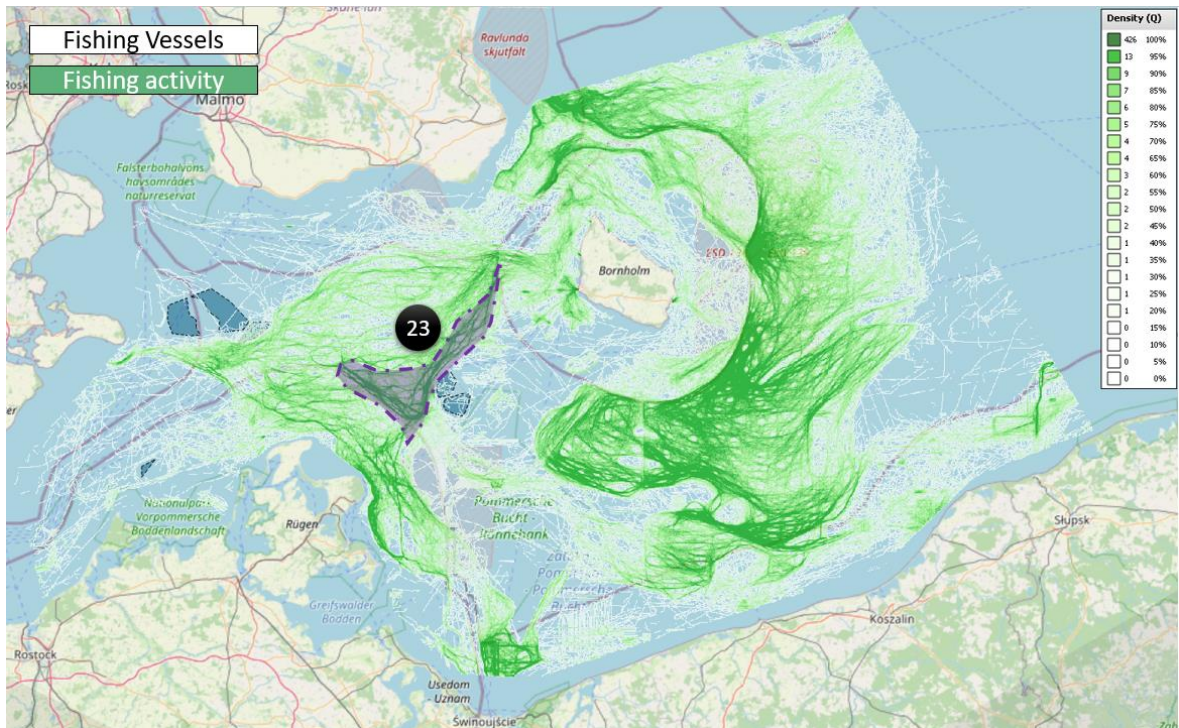 Fishing Vessels
Fishing activity
Malmo
Falsterbohalvöns
havsområdes
naturreservat
Ravlunda
skjutfält
Bornholm
23
Nationalpark
Vorpommersche
Boddenlandschaft
Rügen
Pommersche
Bucht -
Rönnebank
Greifswalder
Bodden
Rostock
Usedom
- Uznam
Świnoujście
Koszalin
Słupsk
Density (Q)
426 100%
13 95%
9 90%
7 85%
6 80%
5 75%
4 70%
4 65%
3 60%
2 55%
2 50%
2 45%
1 40%
1 35%
1 30%
1 25%
1 20%
0 15%
0 10%
0 5%
0 0%